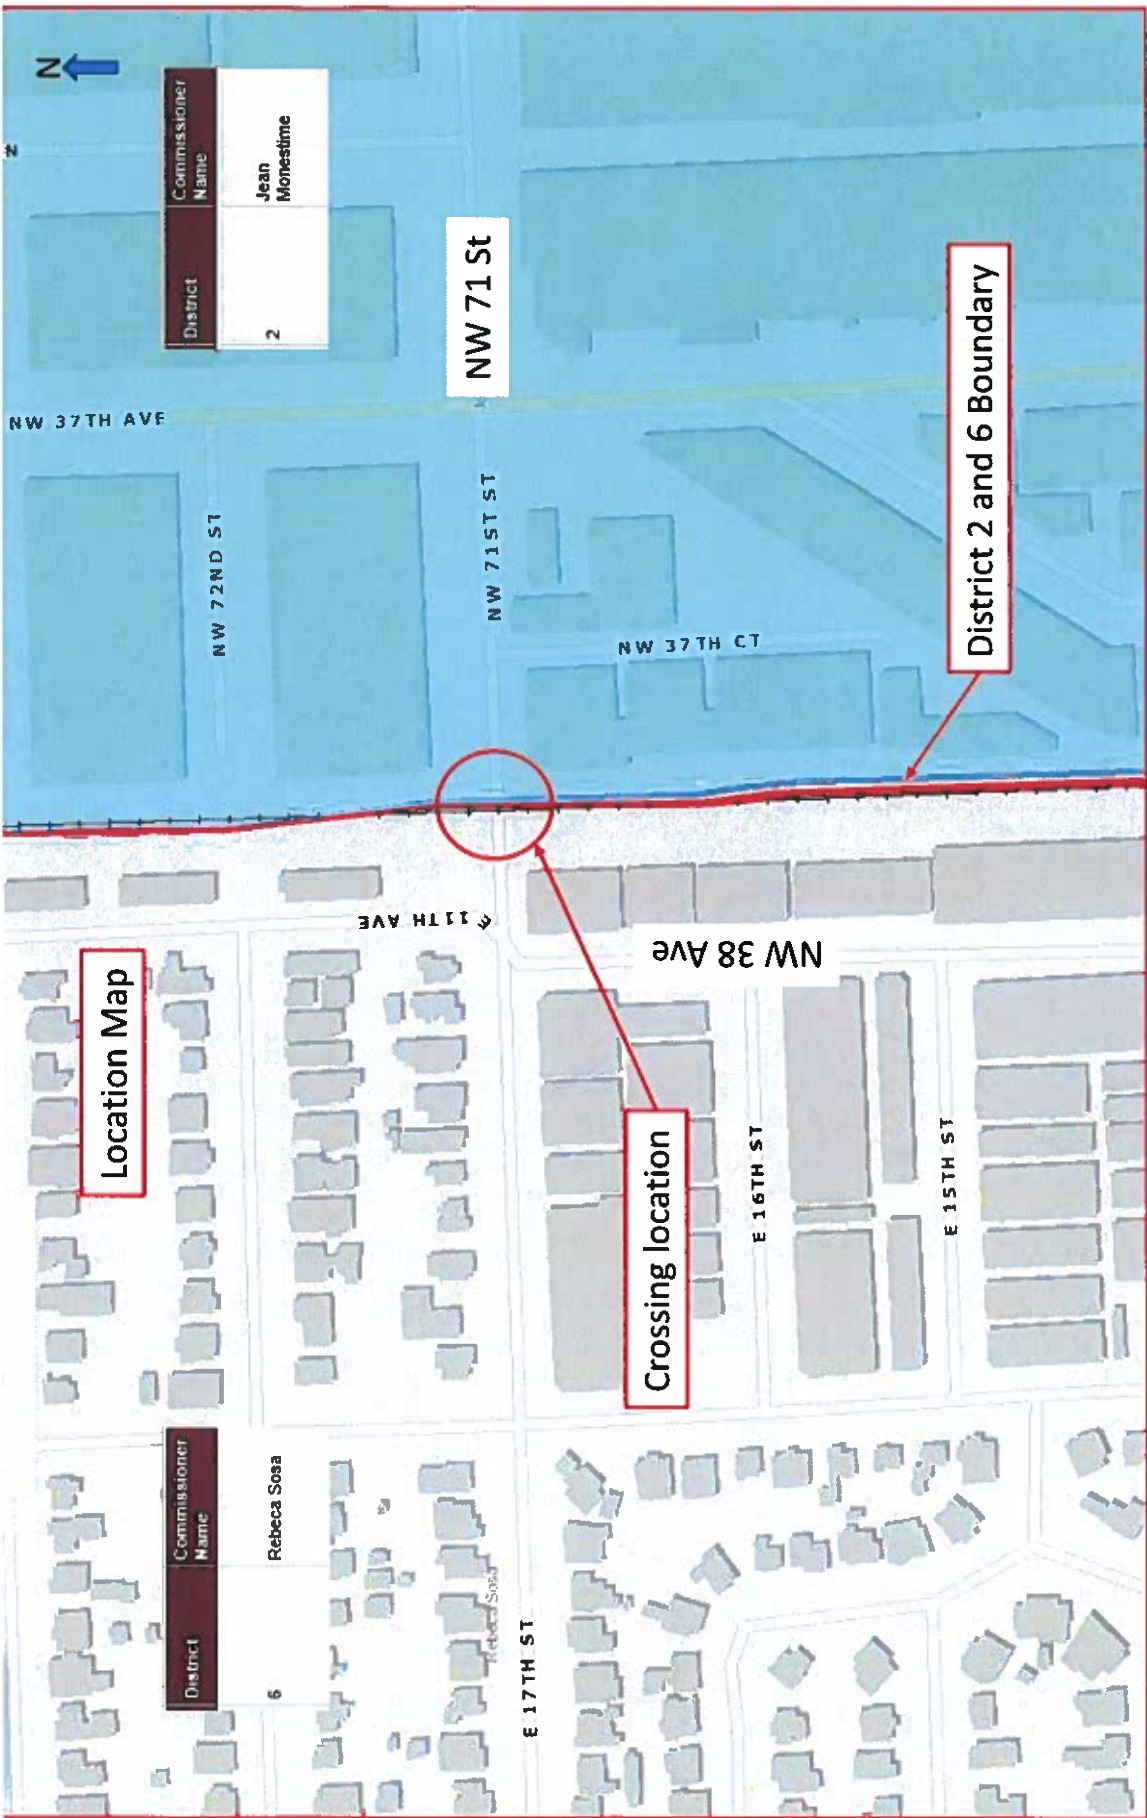 Location Map
N
z
District
Commissioner
Name
6
Rebeca Sosa
District
Commissioner
Name
2
Jean
Monestime
NW 37TH AVE
NW 72ND ST
E 11TH AVE
NW 71ST ST
NW 71 St
Rebeca Sosa
E 17TH ST
NW 38 Ave
NW 37TH CT
Crossing location
E 16TH ST
E 15TH ST
District 2 and 6 Boundary